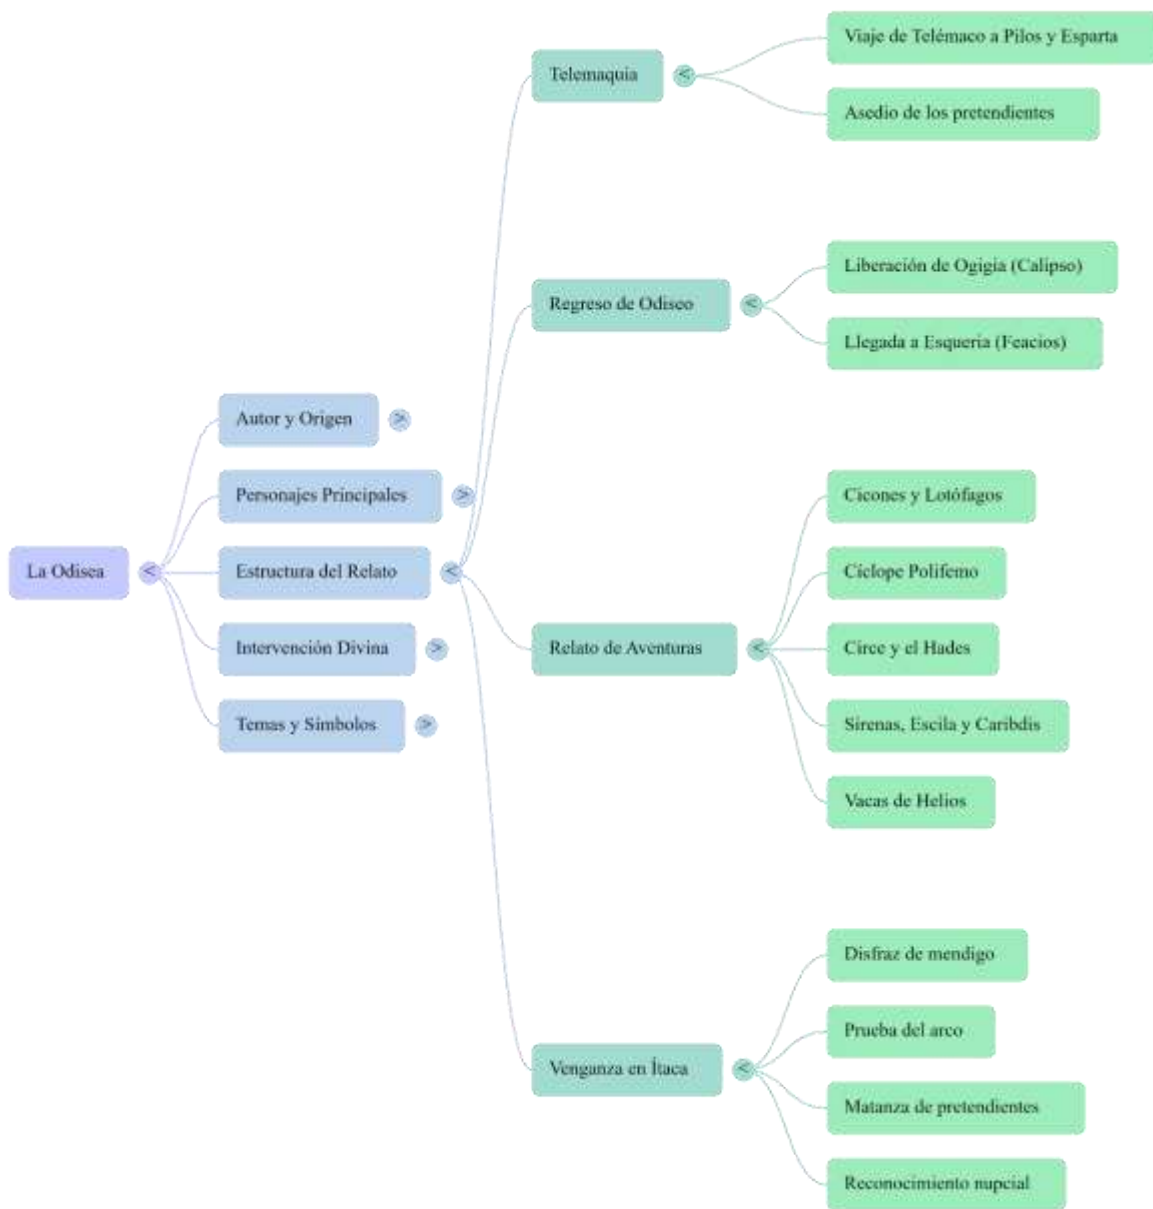 La Odisea
Autor y Origen
Personajes Principales
Estructura del Relato
Intervención Divina
Temas y Símbolos
Telemaquia
Viaje de Telémaco a Pilos y Esparta
Asedio de los pretendientes
Regreso de Odiseo
Liberación de Ogigia (Calipso)
Llegada a Esqueria (Feacios)
Relato de Aventuras
Cicones y Lotófagos
Cíclope Polifemo
Circe y el Hades
Sirenas, Escila y Caribdis
Vacas de Helios
Venganza en Ítaca
Disfraz de mendigo
Prueba del arco
Matanza de pretendientes
Reconocimiento nupcial